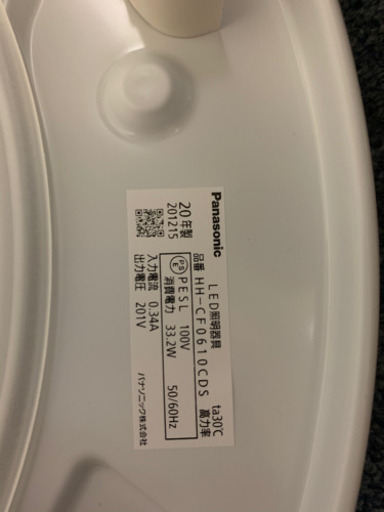 Panasonic
LED照明器具 ta30℃
品番 HH-CF0610CDS 高力率
PSE PESL 100V 50/60Hz
消費電力 33.2W
20年製
201215
入力電流 0.34A
出力電圧 201V
パナソニック株式会社